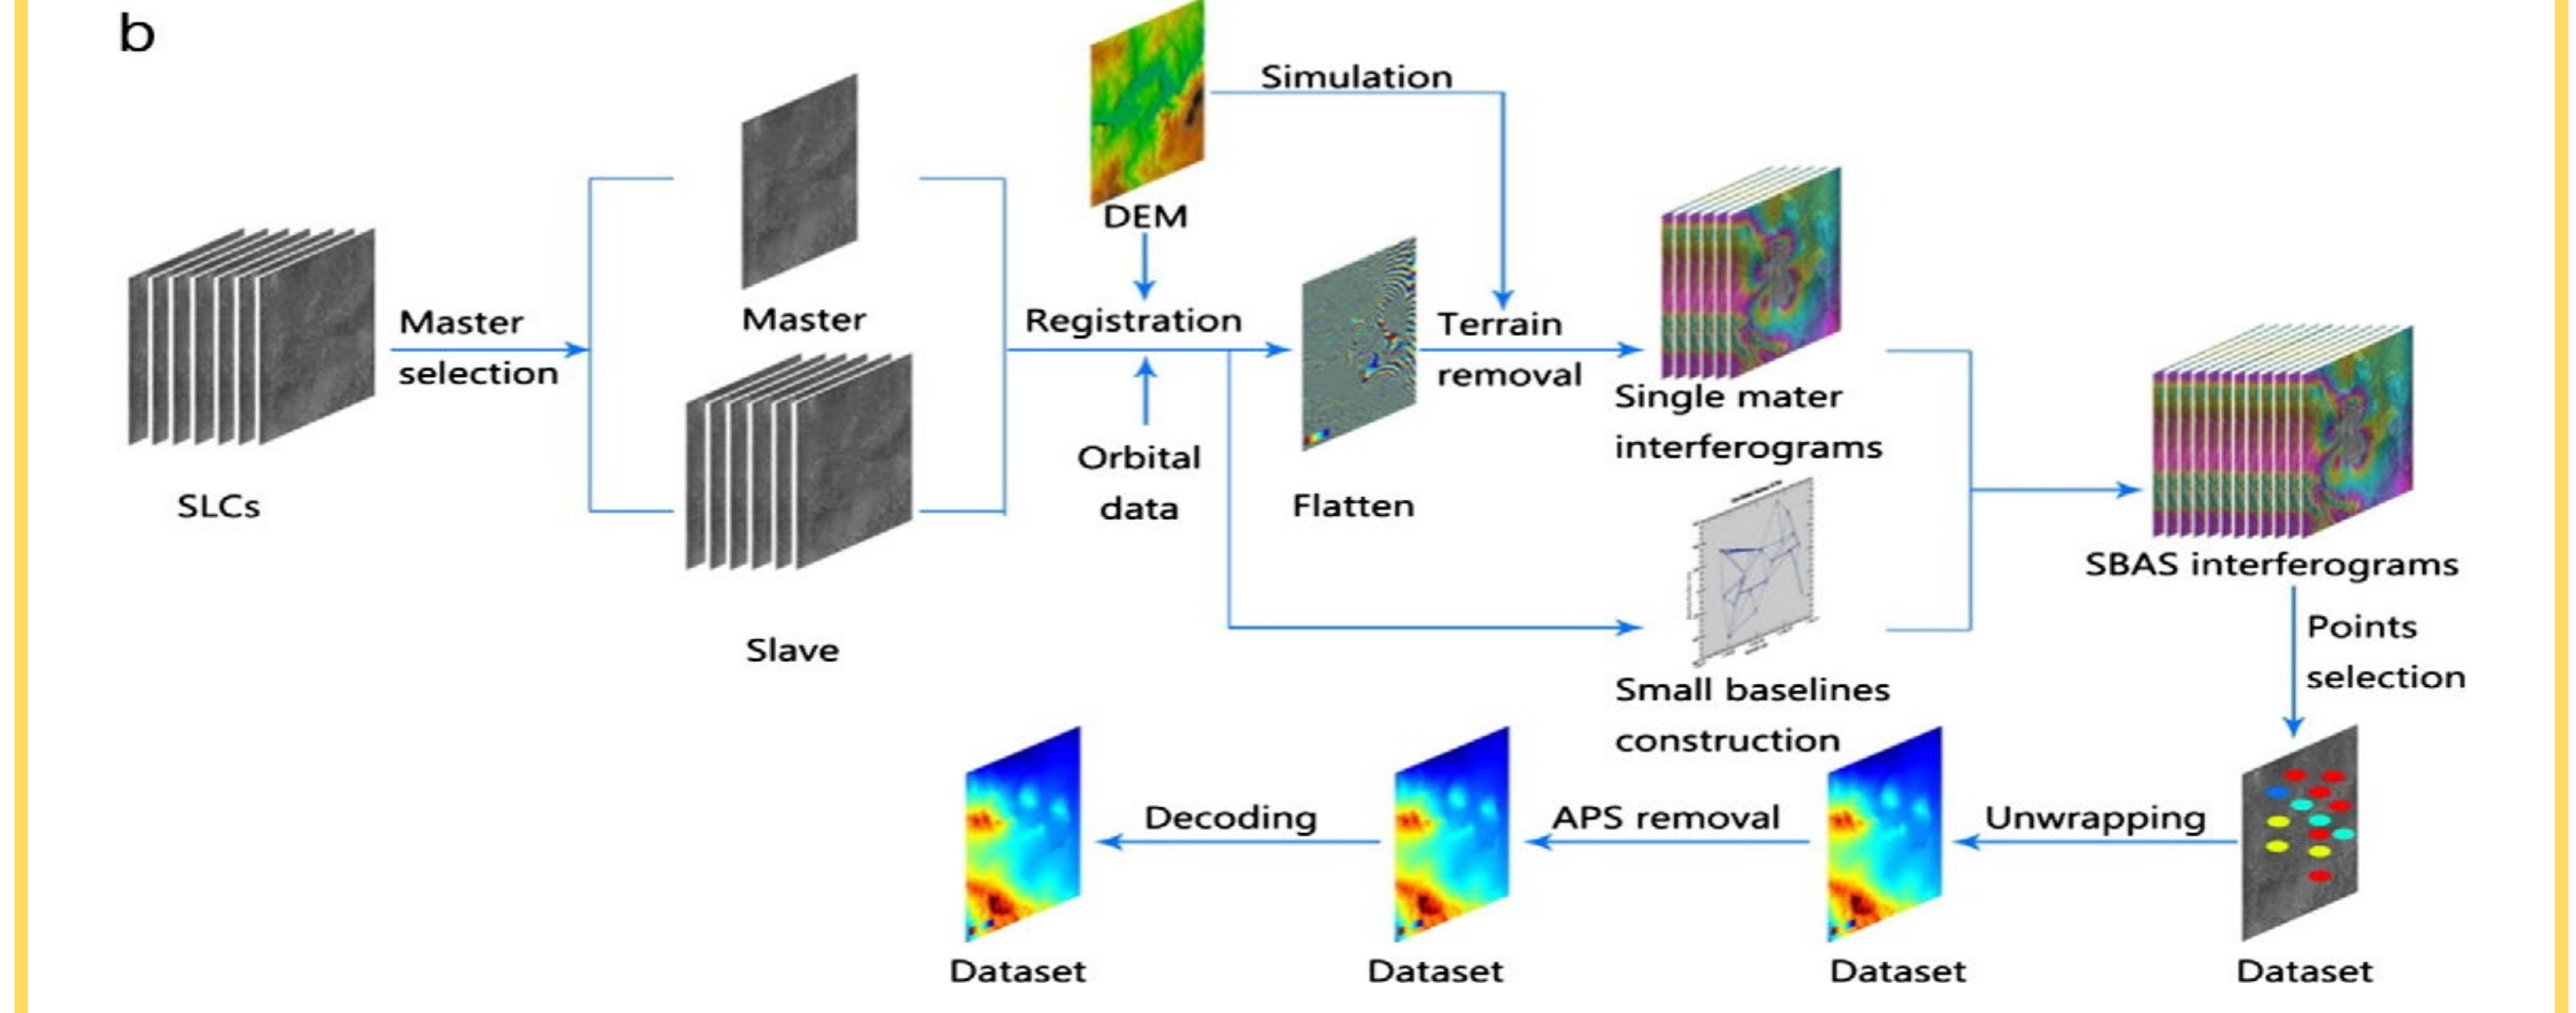 b
Simulation
DEM
Master
selection
Master
Registration
Terrain
removal
Single mater
interferograms
Orbital
data
SLCs
Flatten
SBAS interferograms
Slave
Points
selection
Small baselines
construction
Decoding
APS removal
Unwrapping
Dataset
Dataset
Dataset
Dataset